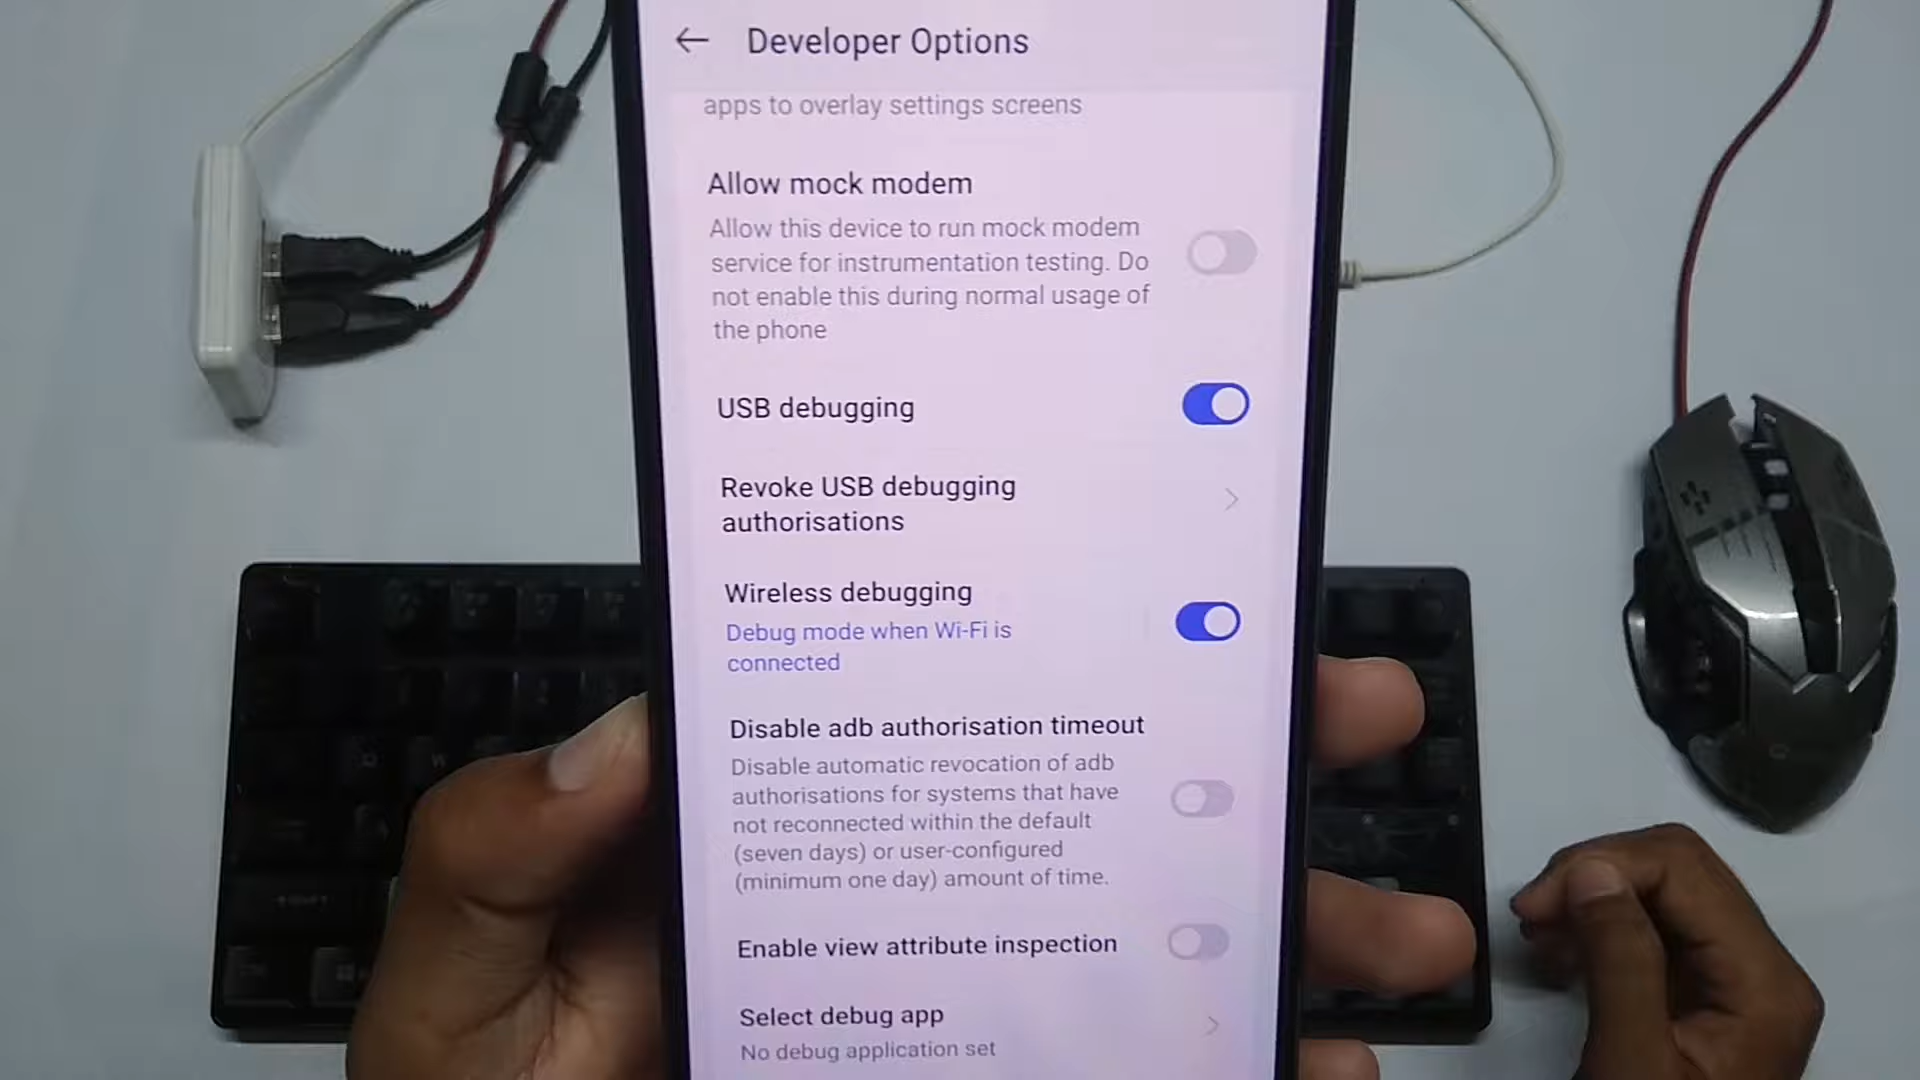 Developer Options
apps to overlay settings screens
Allow mock modem
Allow this device to run mock modem
service for instrumentation testing. Do
not enable this during normal usage of
the phone
USB debugging
Revoke USB debugging
authorisations
Wireless debugging
Debug mode when Wi-Fi is
connected
Disable adb authorisation timeout
Disable automatic revocation of adb
authorisations for systems that have
not reconnected within the default
(seven days) or user-configured
(minimum one day) amount of time.
Enable view attribute inspection
Select debug app
No debug application set